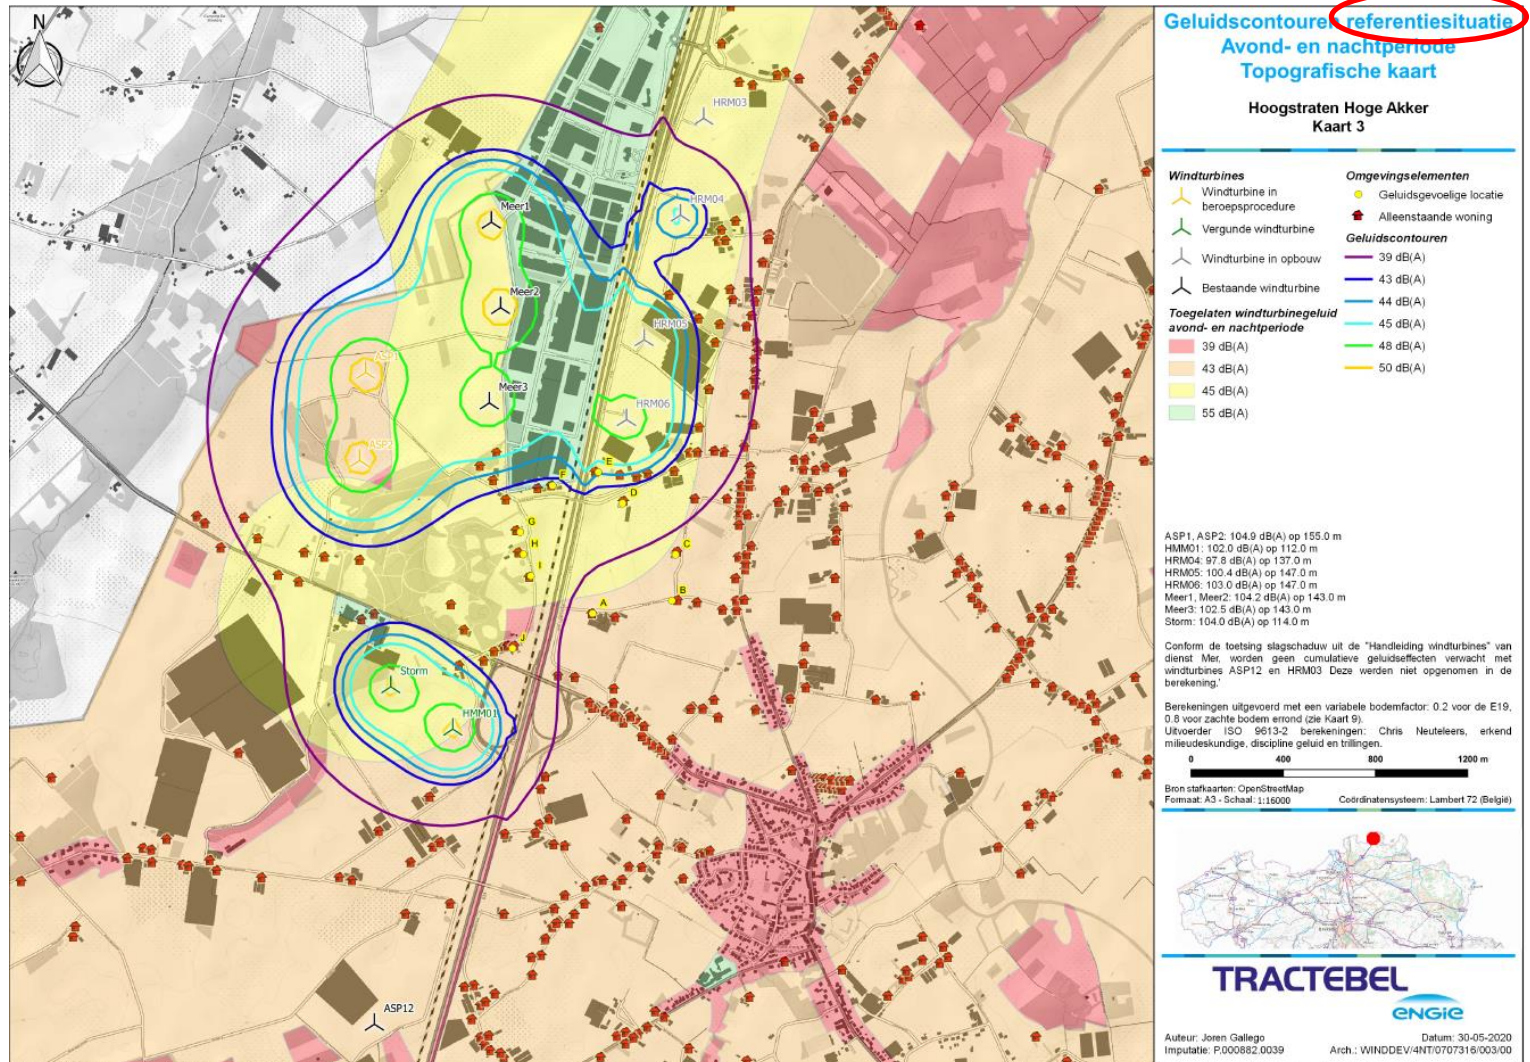 N
HRM03
Meer1
HRM04
Meer2
HRM05
ASP1
Meer3
HRM06
ASP2
E
F
D
G
H
C
I
B
A
J
Storm
HMM01
ASP12
Geluidscontouren referentiesituatie
Avond- en nachtperiode
Topografische kaart
Hoogstraten Hoge Akker
Kaart 3
Windturbines
Windturbine in
beroepsprocedure
Vergunde windturbine
Windturbine in opbouw
Bestaande windturbine
Toegelaten windturbinegeluid
avond- en nachtperiode
39 dB(A)
43 dB(A)
45 dB(A)
55 dB(A)
Omgevingselementen
Geluidsgevoelige locatie
Alleenstaande woning
Geluidscontouren
39 dB(A)
43 dB(A)
44 dB(A)
45 dB(A)
48 dB(A)
50 dB(A)
ASP1, ASP2: 104.9 dB(A) op 155.0 m
HMM01: 102.0 dB(A) op 112.0 m
HRM04: 97.8 dB(A) op 137.0 m
HRM05: 100.4 dB(A) op 147.0 m
HRM06: 103.0 dB(A) op 147.0 m
Meer1, Meer2: 104.2 dB(A) op 143.0 m
Meer3: 102.5 dB(A) op 143.0 m
Storm: 104.0 dB(A) op 114.0 m
Conform de toetsing slagschaduw uit de "Handleiding windturbines" van
dienst Mer, worden geen cumulatieve geluidseffecten verwacht met
windturbines ASP12 en HRM03 Deze werden niet opgenomen in de
berekening.'
Berekeningen uitgevoerd met een variabele bodemfactor: 0.2 voor de E19,
0.8 voor zachte bodem errond (zie Kaart 9).
Uitvoerder ISO 9613-2 berekeningen: Chris Neuteleers, erkend
milieudeskundige, discipline geluid en trillingen.
0 400 800 1200 m
Bron stafkaarten: OpenStreetMap
Formaat: A3 - Schaal: 1:16000 Coördinatensysteem: Lambert 72 (België)
TRACTEBEL
ENGIE
Auteur: Joren Gallego Datum: 30-05-2020
Imputatie: P.000882.0039 Arch.: WINDDEV/4NT/0707316/003/00